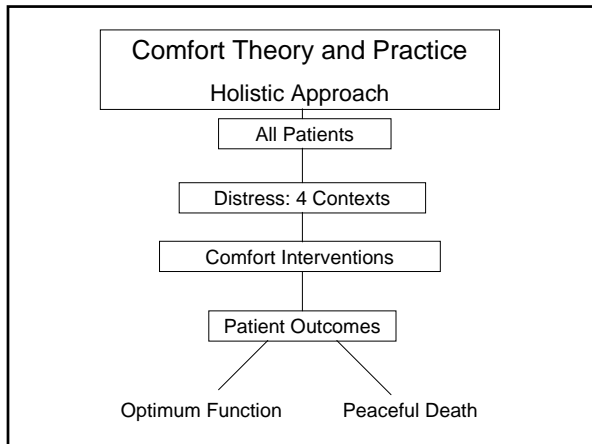 Comfort Theory and Practice
Holistic Approach
All Patients
Distress: 4 Contexts
Comfort Interventions
Patient Outcomes
Optimum Function
Peaceful Death